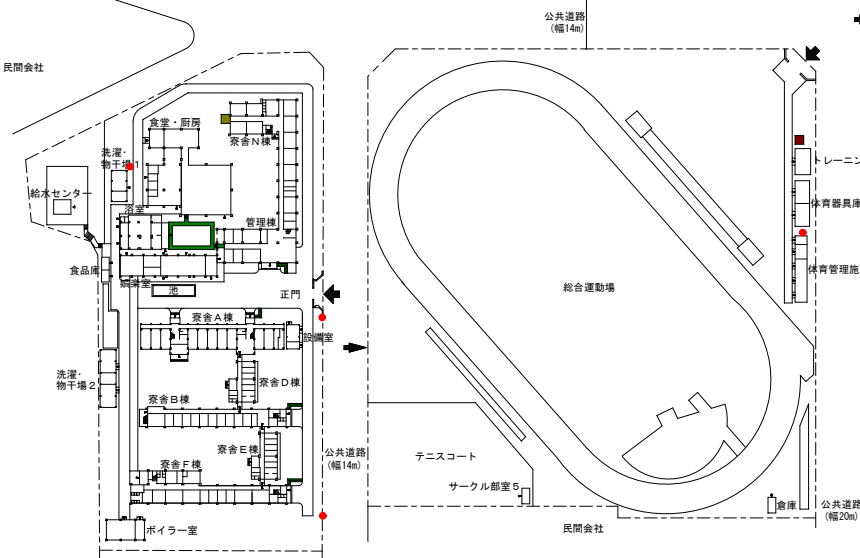 公共道路
(幅14m)
民間会社
食堂・厨房
寮舎N棟
洗濯・
物干場1
トレーニン
給水センター
体育器具庫
浴室
管理棟
食品庫
体育管理施
娯楽室
池
正門
総合運動場
寮舎A棟
設備室
洗濯・
物干場2
寮舎D棟
寮舎B棟
寮舎E棟
公共道路
(幅14m)
テニスコート
寮舎F棟
サークル部室5
ボイラー室
倉庫
公共道路
(幅20m)
民間会社